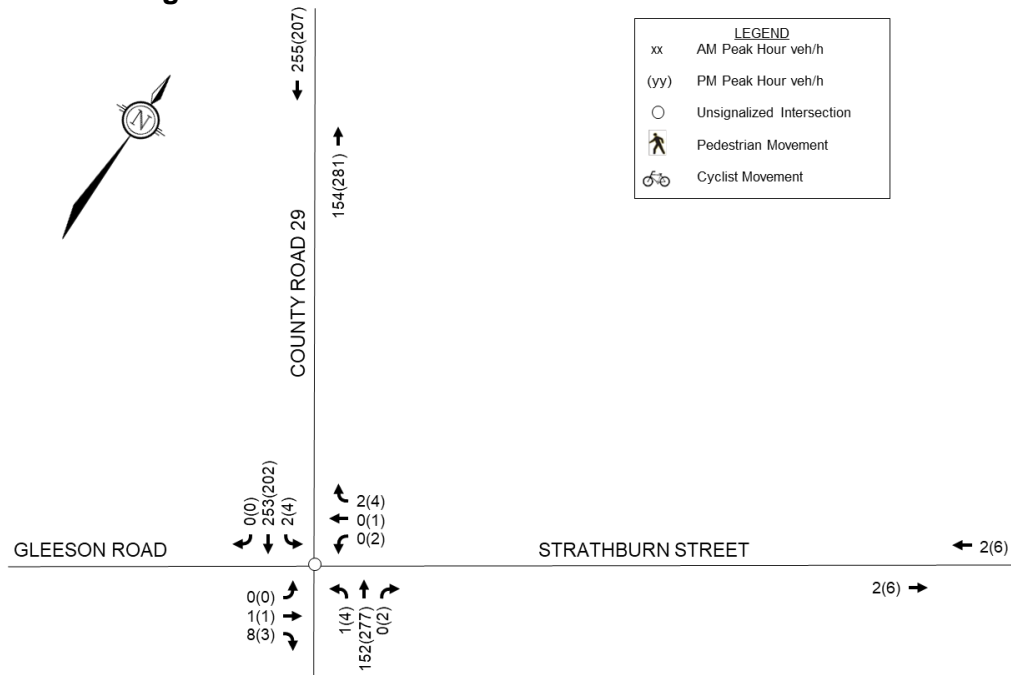 255(207)
154(281)
N
LEGEND
xx AM Peak Hour veh/h
(yy) PM Peak Hour veh/h
Unsignalized Intersection
Pedestrian Movement
Cyclist Movement
COUNTY ROAD 29
0(0)
253(202)
2(4)
2(4)
0(1)
0(2)
GLEESON ROAD
STRATHBURN STREET
2(6)
2(6)
0(0)
1(1)
8(3)
1(4)
152(277)
0(2)